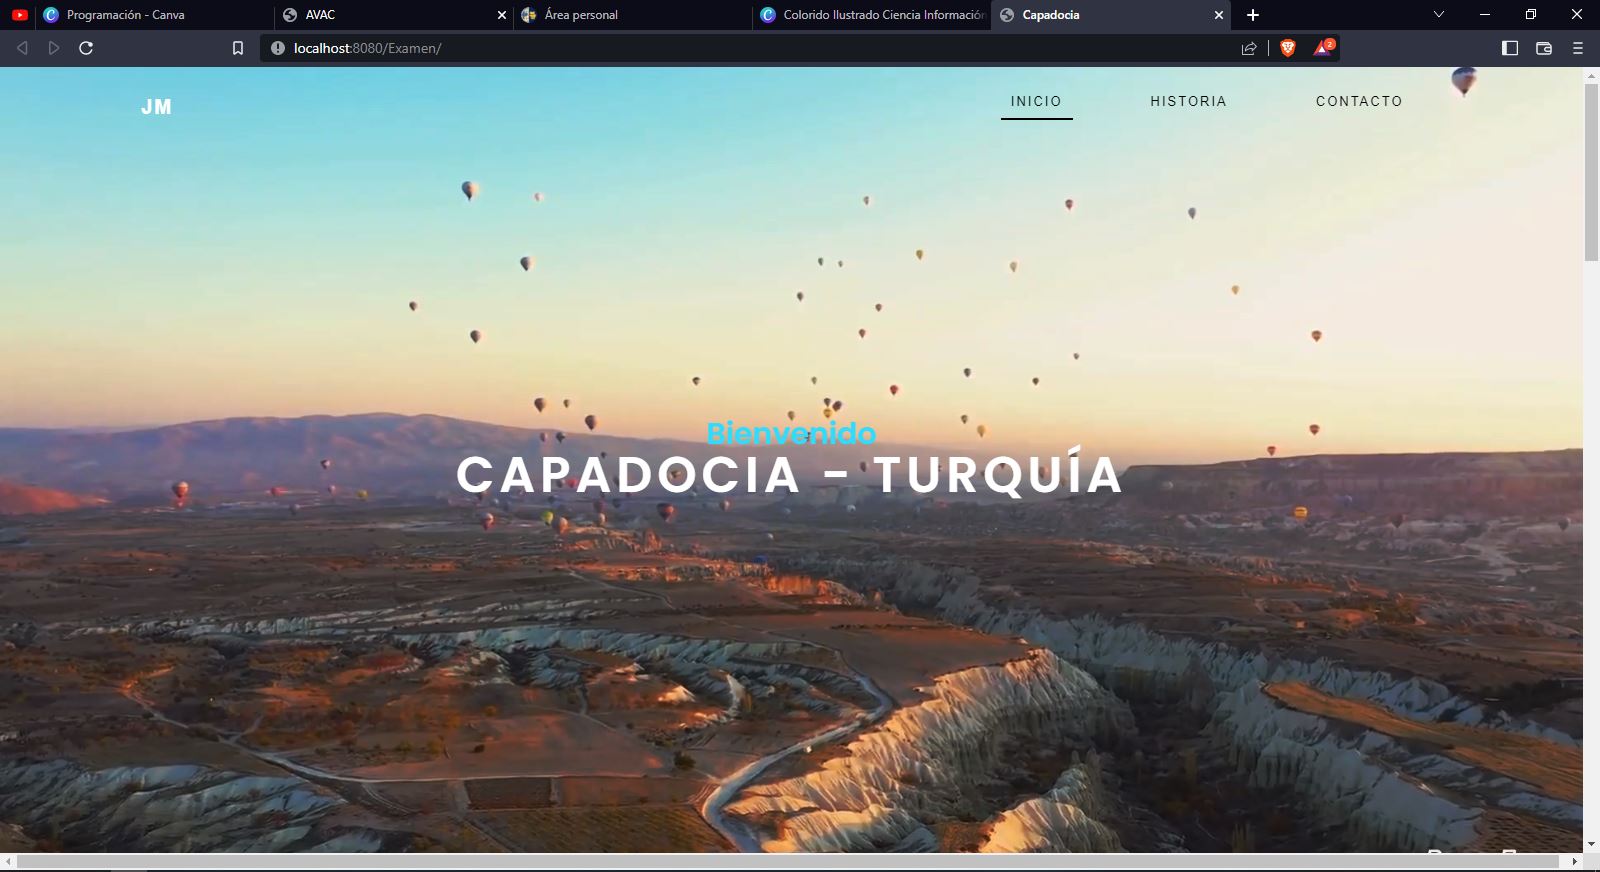 Programación - Canva
AVAC
Área personal
Colorido Ilustrado Ciencia Información
Capadocia
localhost:8080/Examen/
2
JM
INICIO
HISTORIA
CONTACTO
Bienvenido
CAPADOCIA - TURQUÍA